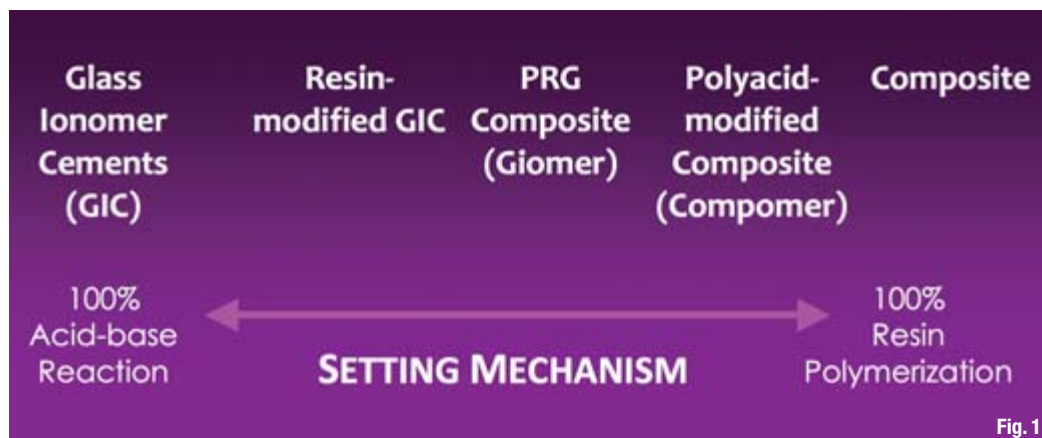 Glass
Ionomer
Cements
(GIC)
Resin-
modified GIC
PRG
Composite
(Giomer)
Polyacid-
modified
Composite
(Compomer)
Composite
100%
Acid-base
Reaction
SETTING MECHANISM
100%
Resin
Polymerization
Fig. 1